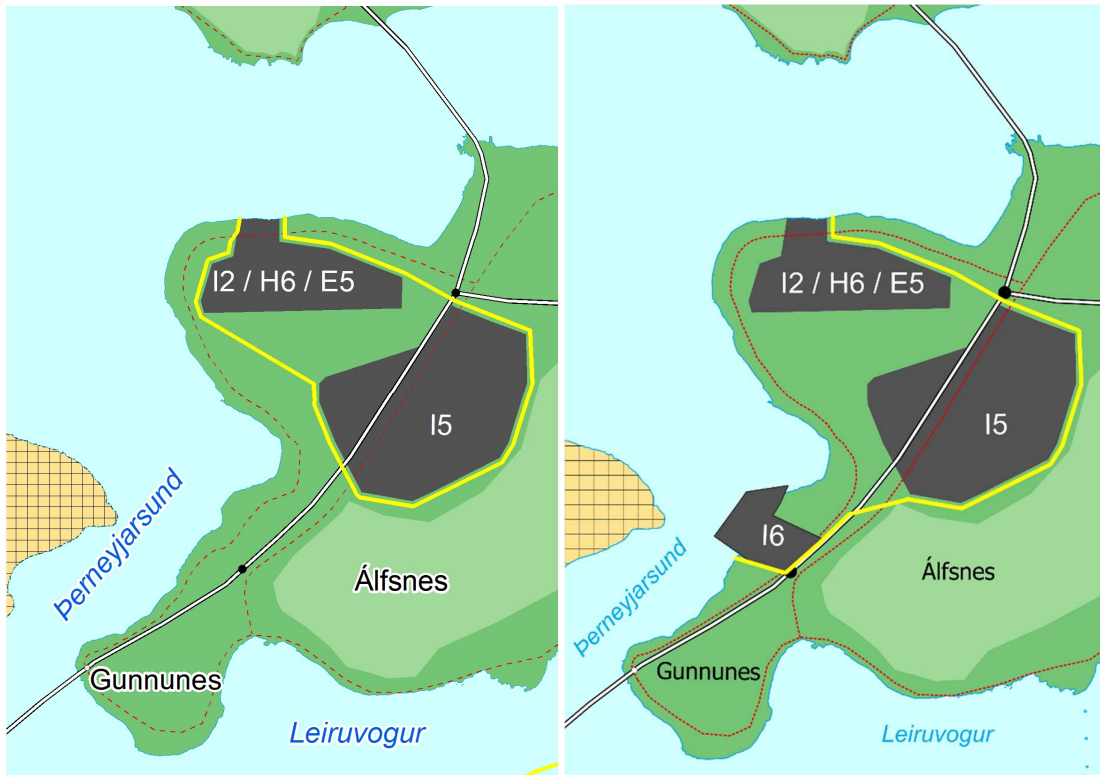 I2 / H6 / E5
I5
Þerneyjarsund
Álfsnes
Gunnunes
Leiruvogur
I2 / H6 / E5
I5
I6
Þerneyjarsund
Álfsnes
Gunnunes
Leiruvogur